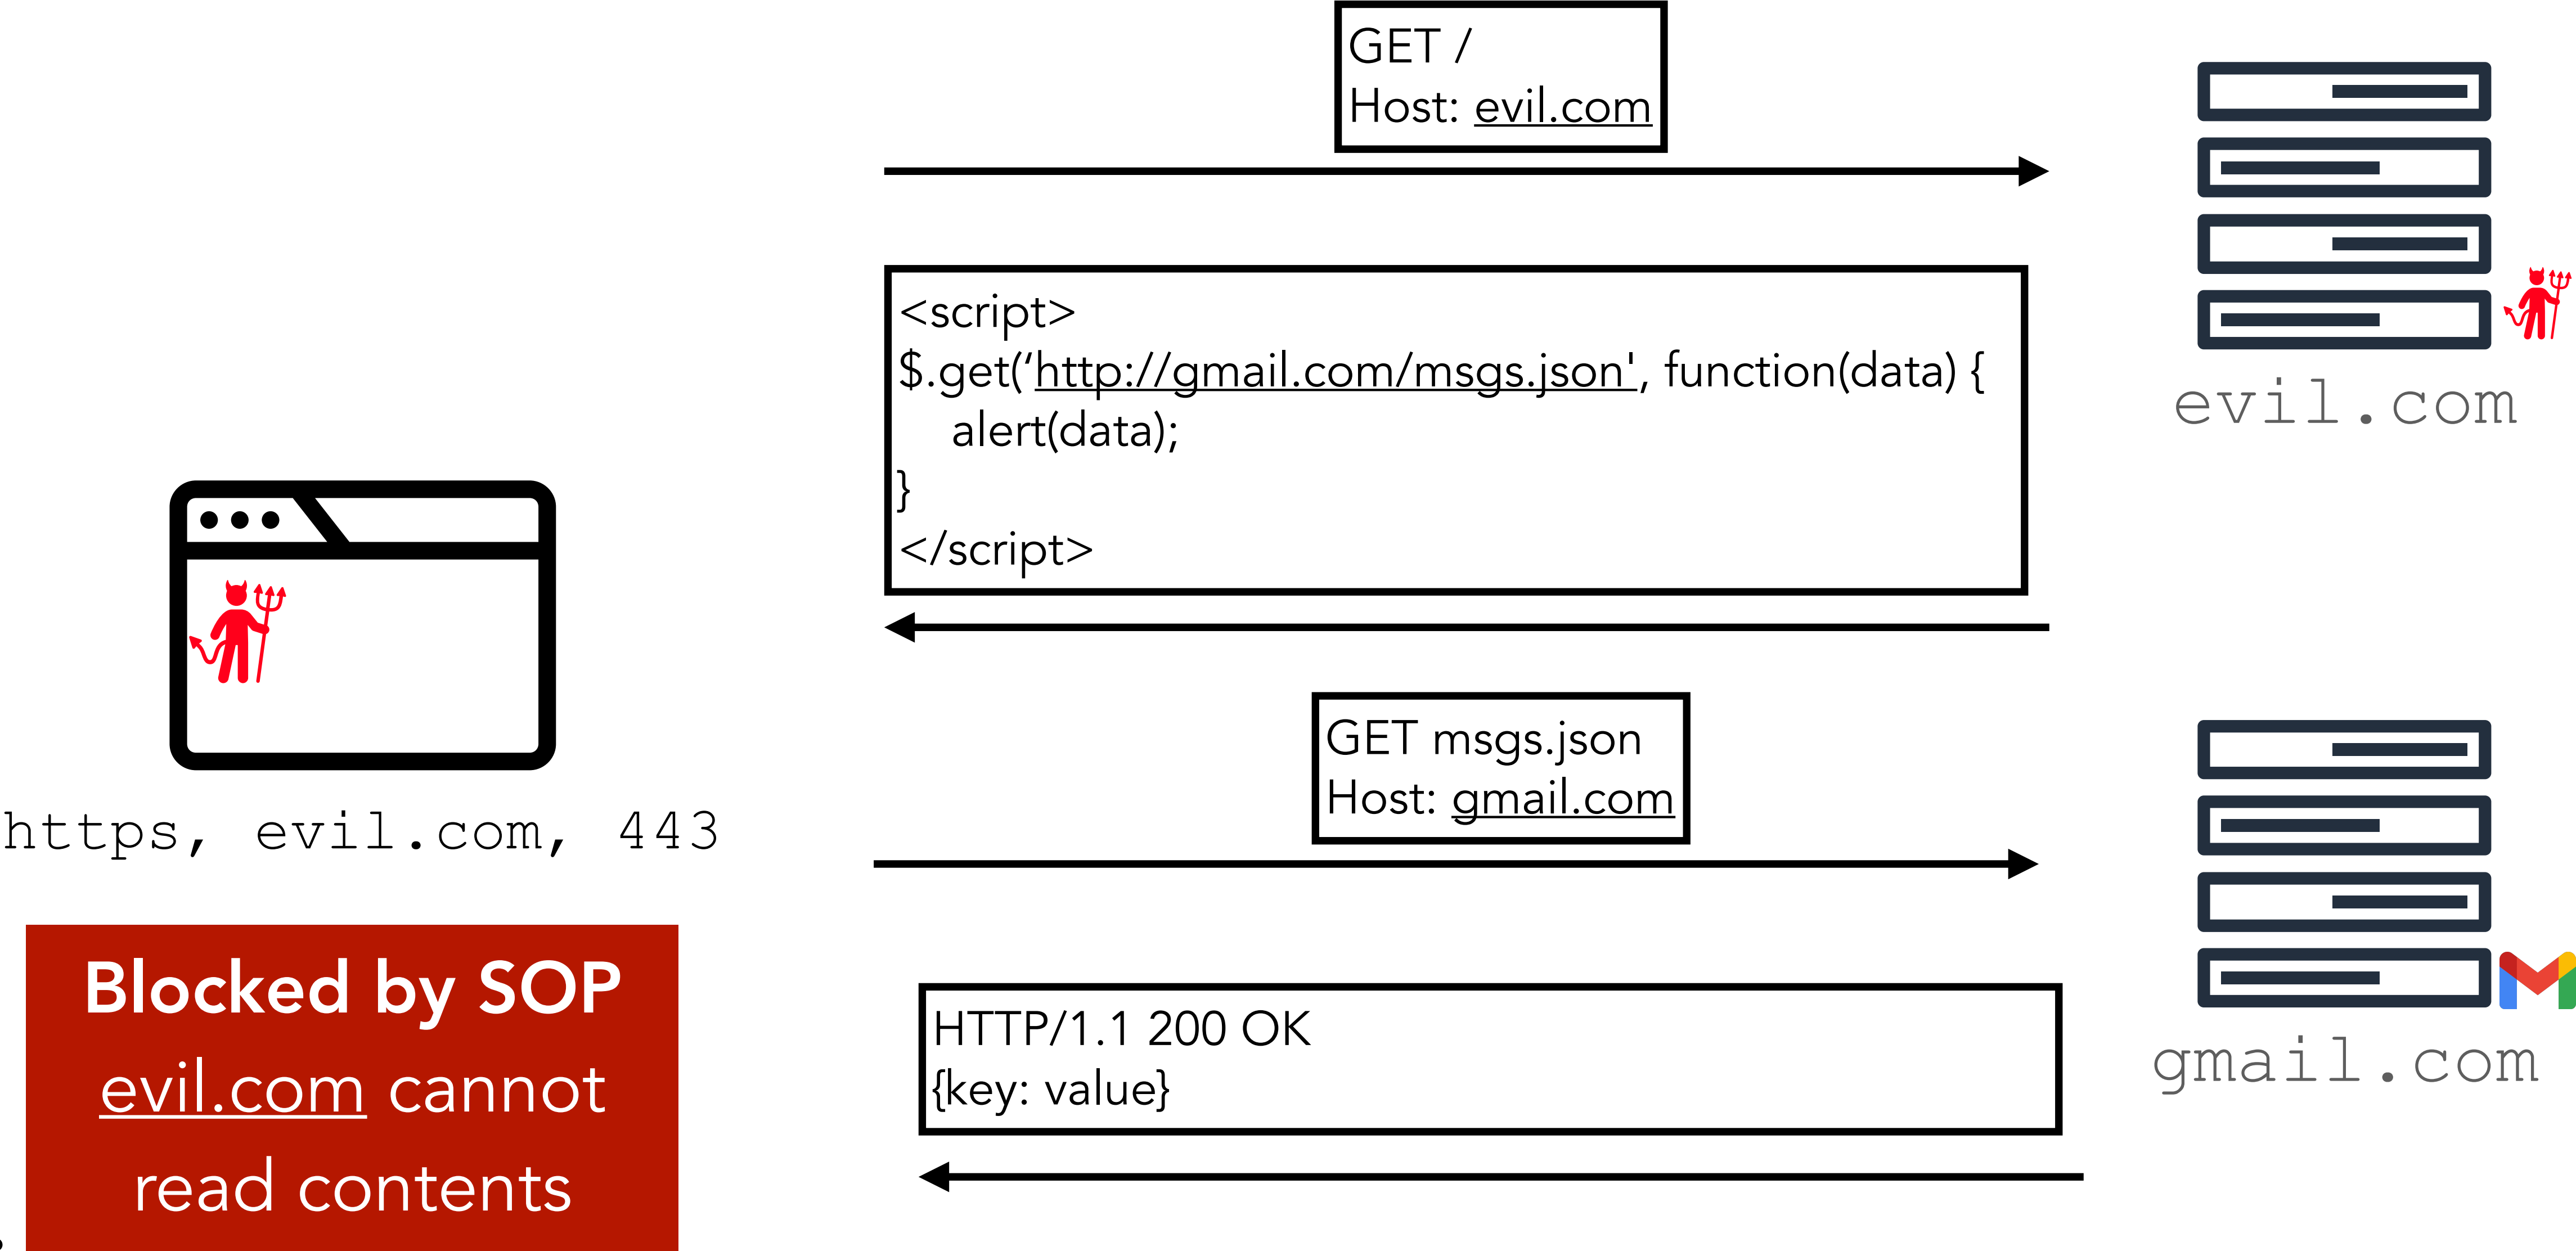 GET /
Host: evil.com
<script>
$.get(‘http://gmail.com/msgs.json', function(data) {
alert(data);
}
</script>
evil.com
https, evil.com, 443
GET msgs.json
Host: gmail.com
Blocked by SOP
evil.com cannot
read contents
HTTP/1.1 200 OK
{key: value}
gmail.com